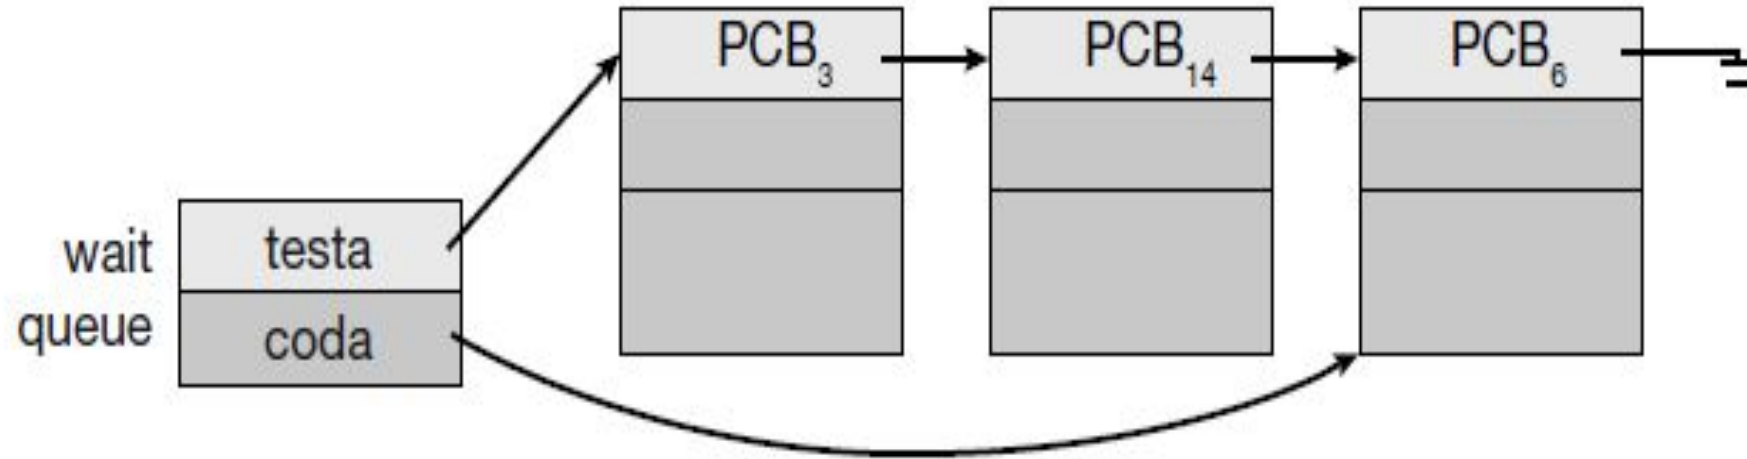 PCB3
PCB14
PCB6
wait
queue
testa
coda